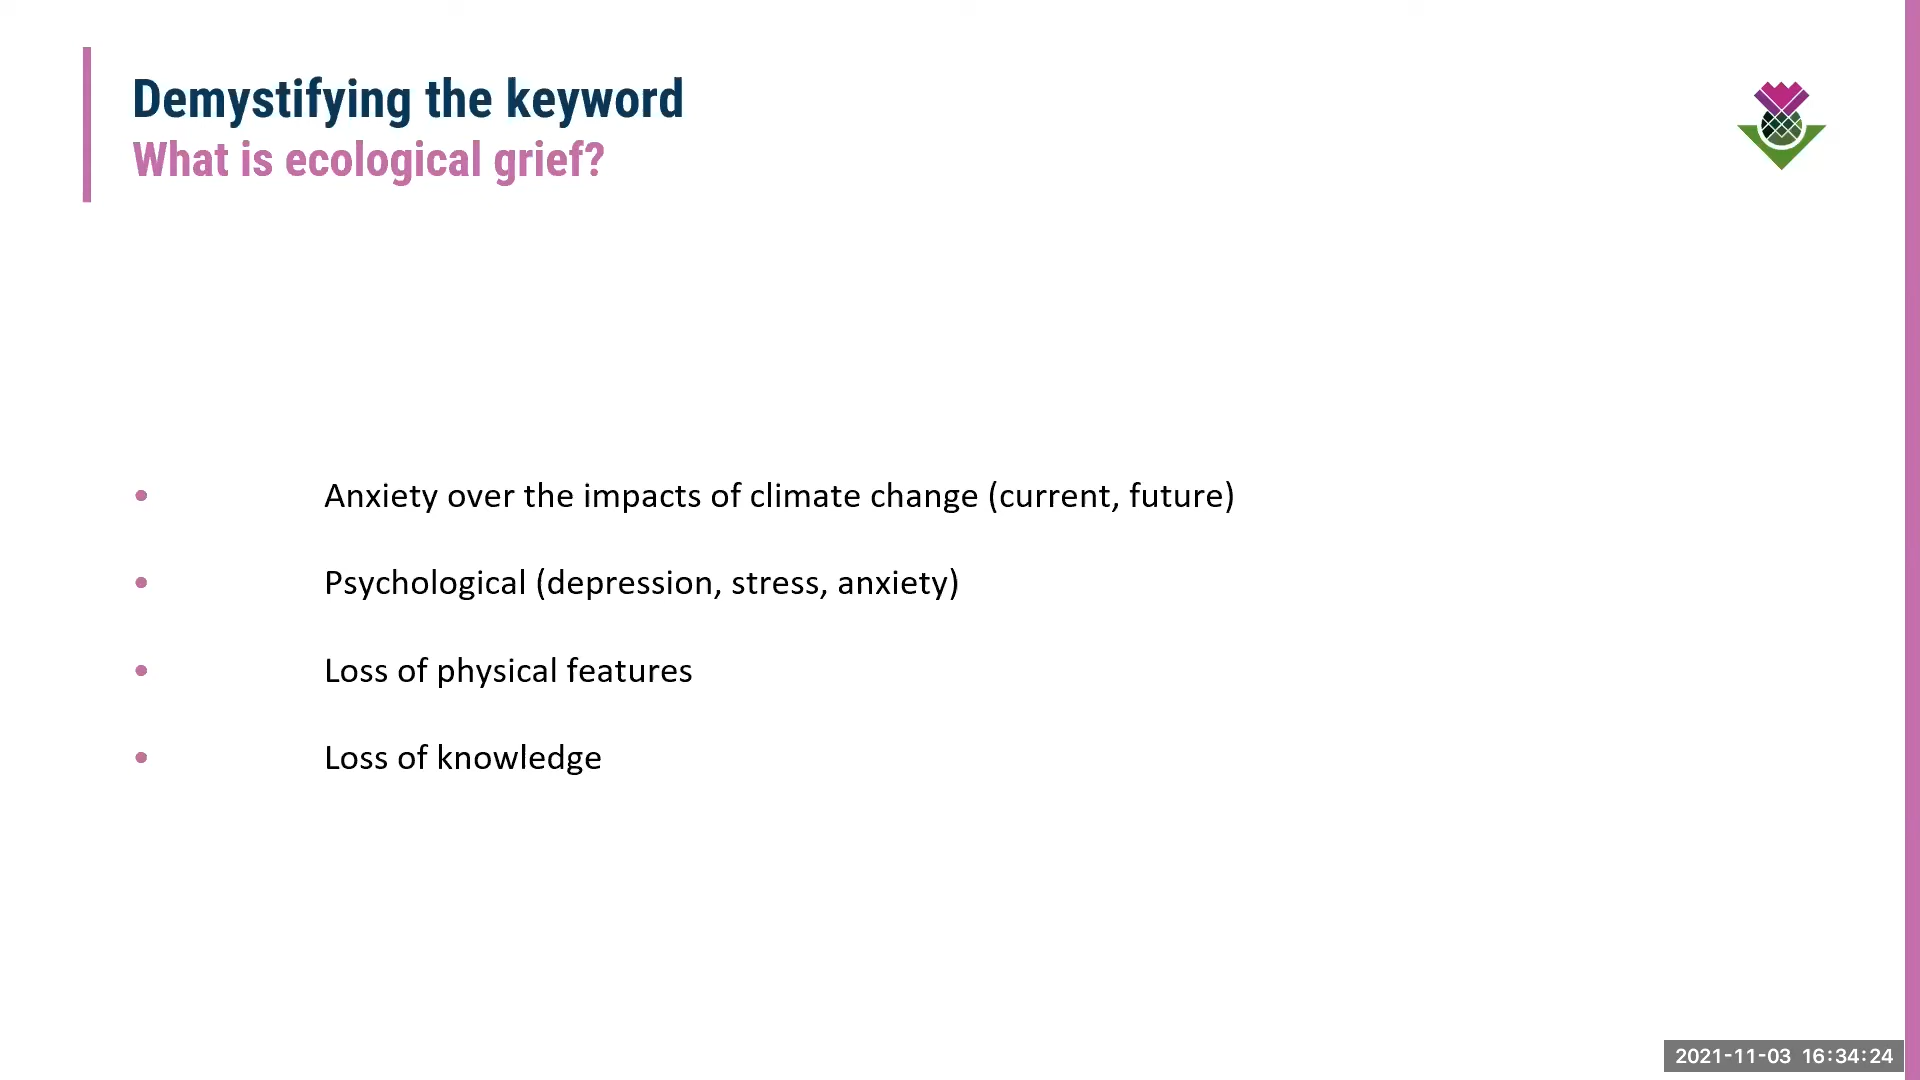 Demystifying the keyword
What is ecological grief?
• Anxiety over the impacts of climate change (current, future)
• Psychological (depression, stress, anxiety)
• Loss of physical features
• Loss of knowledge
2021-11-03 16:34:24